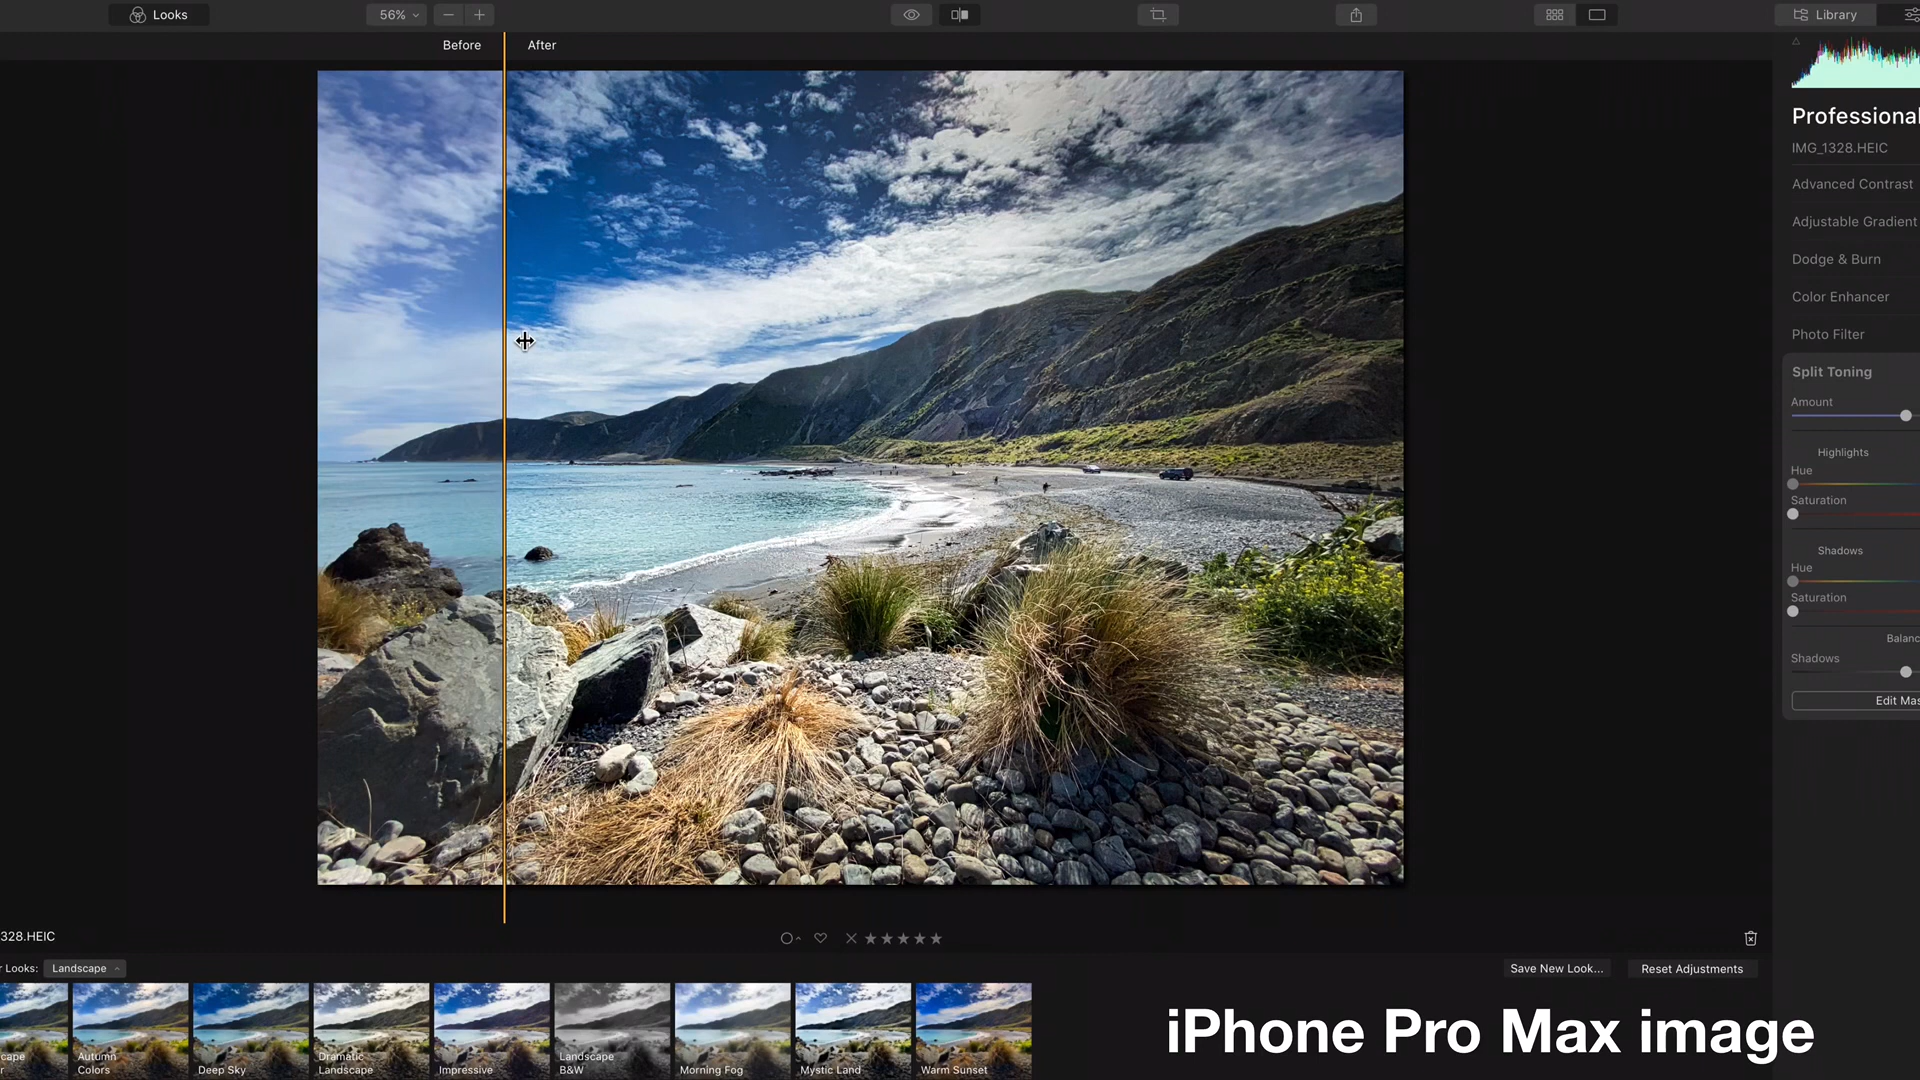 Looks
56%
Library
Before
After
Professional
IMG_1328.HEIC
Advanced Contrast
Adjustable Gradient
Dodge & Burn
Color Enhancer
Photo Filter
Split Toning
Amount
Highlights
Hue
Saturation
Shadows
Hue
Saturation
Balanc
Shadows
Edit Mas
328.HEIC
r Looks:
Landscape
Save New Look...
Reset Adjustments
cape
r
Autumn
Colors
Deep Sky
Dramatic
Landscape
Impressive
Landscape
B&W
Morning Fog
Mystic Land
Warm Sunset
iPhone Pro Max image